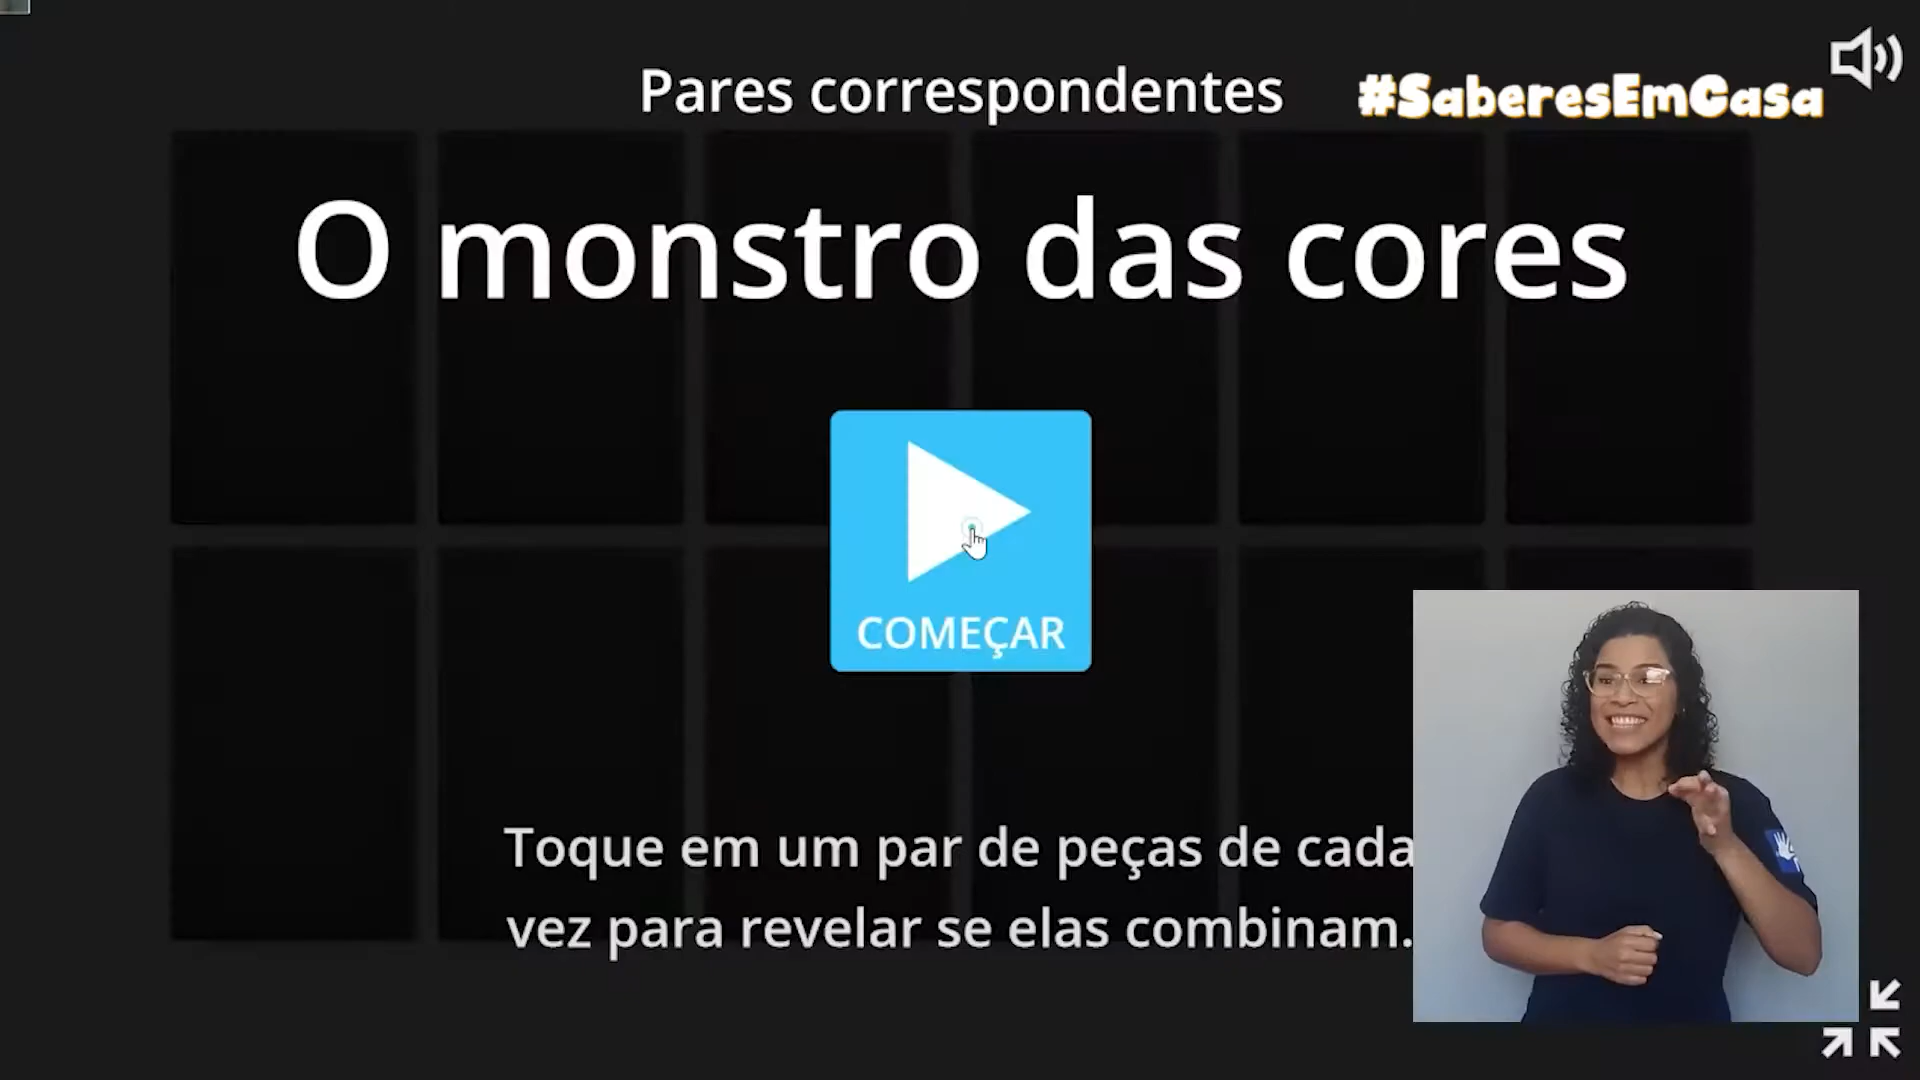 Pares correspondentes
#SaberesEmCasa
O monstro das cores
COMEÇAR
Toque em um par de peças de cada
vez para revelar se elas combinam.